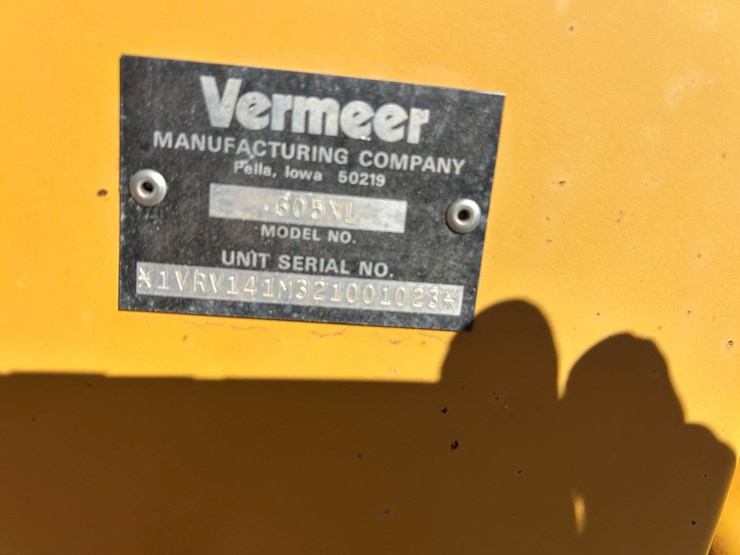 Vermeer
MANUFACTURING COMPANY
Pella, Iowa 50219
605XL
MODEL NO.
UNIT SERIAL NO.
*1VRV141M321001023*